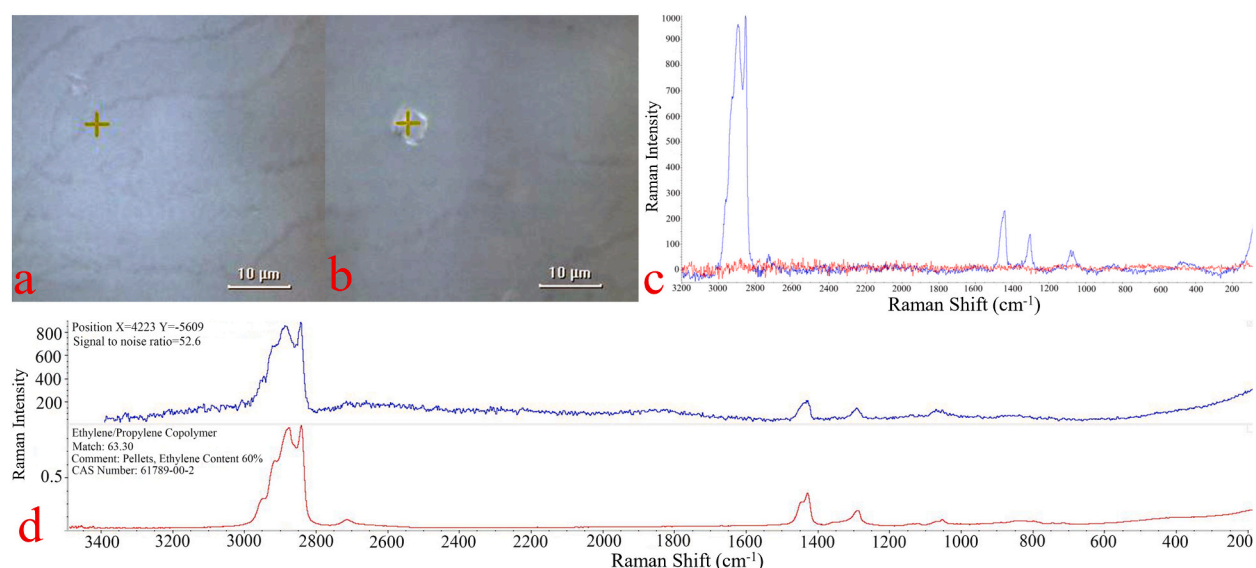 a
10 µm
b
10 µm
c
Raman Intensity
1000
900
800
700
600
500
400
300
200
100
0
3200 3000 2800 2600 2400 2200 2000 1800 1600 1400 1200 1000 800 600 400 200
Raman Shift (cm-1)
d
Raman Intensity
800
600
400
200
Position X=4223 Y=-5609
Signal to noise ratio=52.6
0.5
Ethylene/Propylene Copolymer
Match: 63.30
Comment: Pellets, Ethylene Content 60%
CAS Number: 61789-00-2
3400 3200 3000 2800 2600 2400 2200 2000 1800 1600 1400 1200 1000 800 600 400 200
Raman Shift (cm-1)